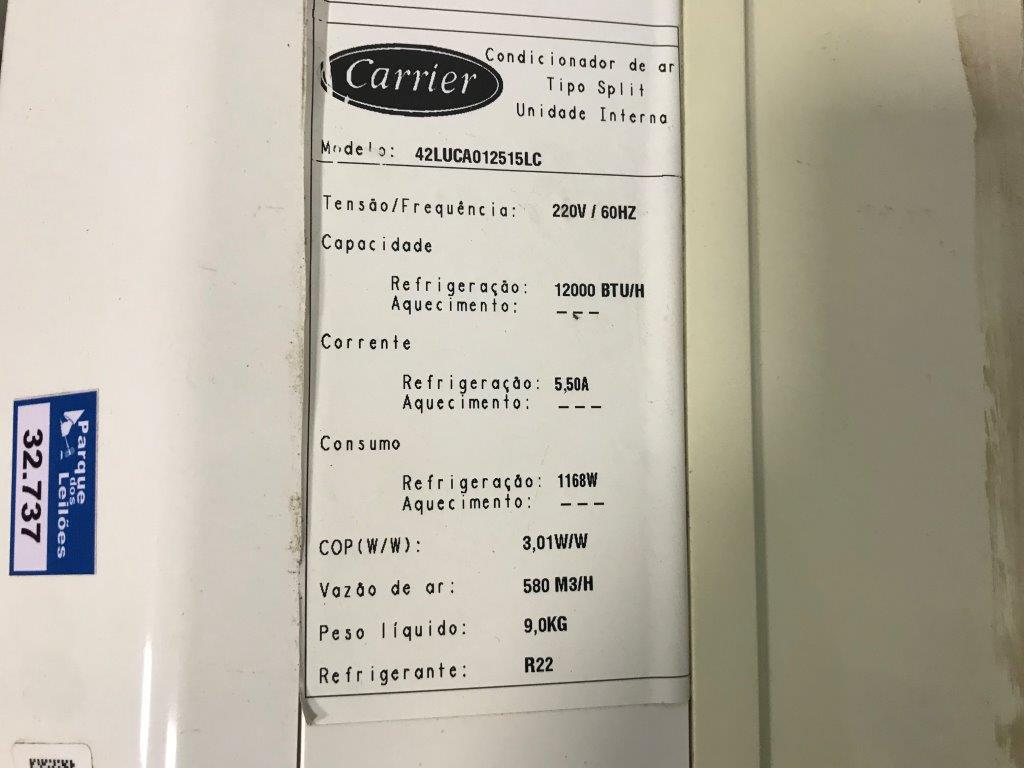 Carrier
Condicionador de ar
Tipo Split
Unidade Interna
Modelo: 42LUCA012515LC
Tensão/Frequência: 220V / 60HZ
Capacidade
Refrigeração: 12000 BTU/H
Aquecimento: ---
Corrente
Refrigeração: 5,50A
Aquecimento: ---
Consumo
Refrigeração: 1168W
Aquecimento: ---
COP(W/W): 3,01W/W
Vazão de ar: 580 M3/H
Peso líquido: 9,0KG
Refrigerante: R22
Parque
dos
Leilões
32.737